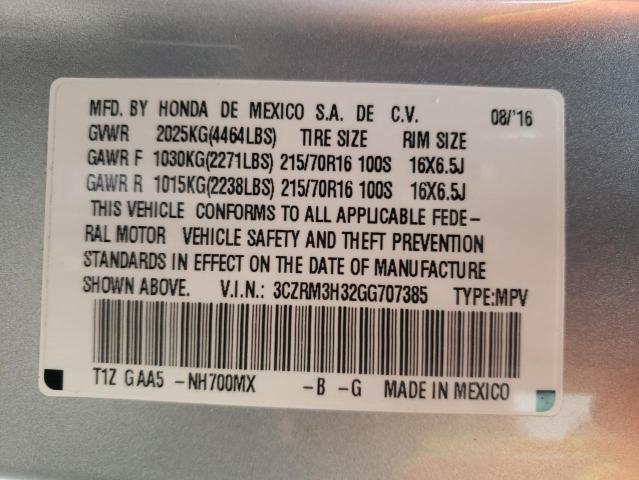 MFD. BY HONDA DE MEXICO S.A. DE C.V. 08/'16
GVWR 2025KG(4464LBS) TIRE SIZE RIM SIZE
GAWR F 1030KG(2271LBS) 215/70R16 100S 16X6.5J
GAWR R 1015KG(2238LBS) 215/70R16 100S 16X6.5J
THIS VEHICLE CONFORMS TO ALL APPLICABLE FEDE-
RAL MOTOR VEHICLE SAFETY AND THEFT PREVENTION
STANDARDS IN EFFECT ON THE DATE OF MANUFACTURE
SHOWN ABOVE. V.I.N.: 3CZRM3H32GG707385 TYPE:MPV
T1Z GAA5 -NH700MX -B -G MADE IN MEXICO